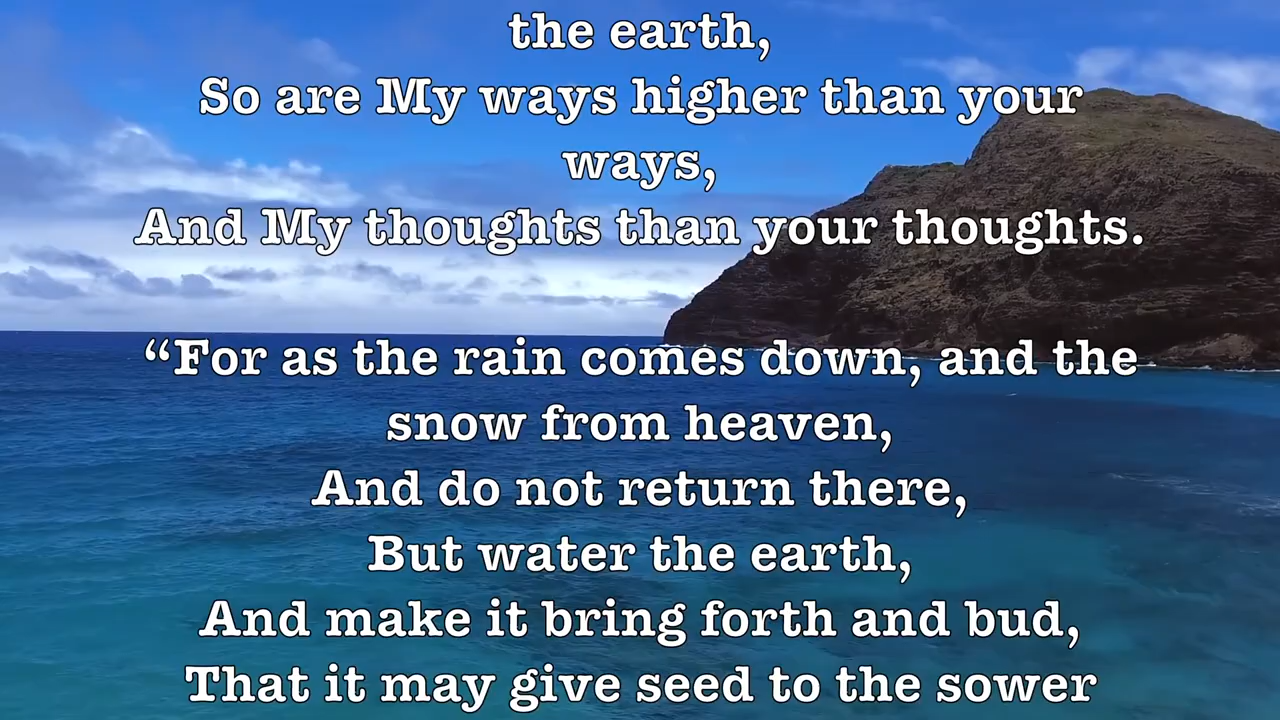 the earth,
So are My ways higher than your
ways,
And My thoughts than your thoughts.
“For as the rain comes down, and the
snow from heaven,
And do not return there,
But water the earth,
And make it bring forth and bud,
That it may give seed to the sower